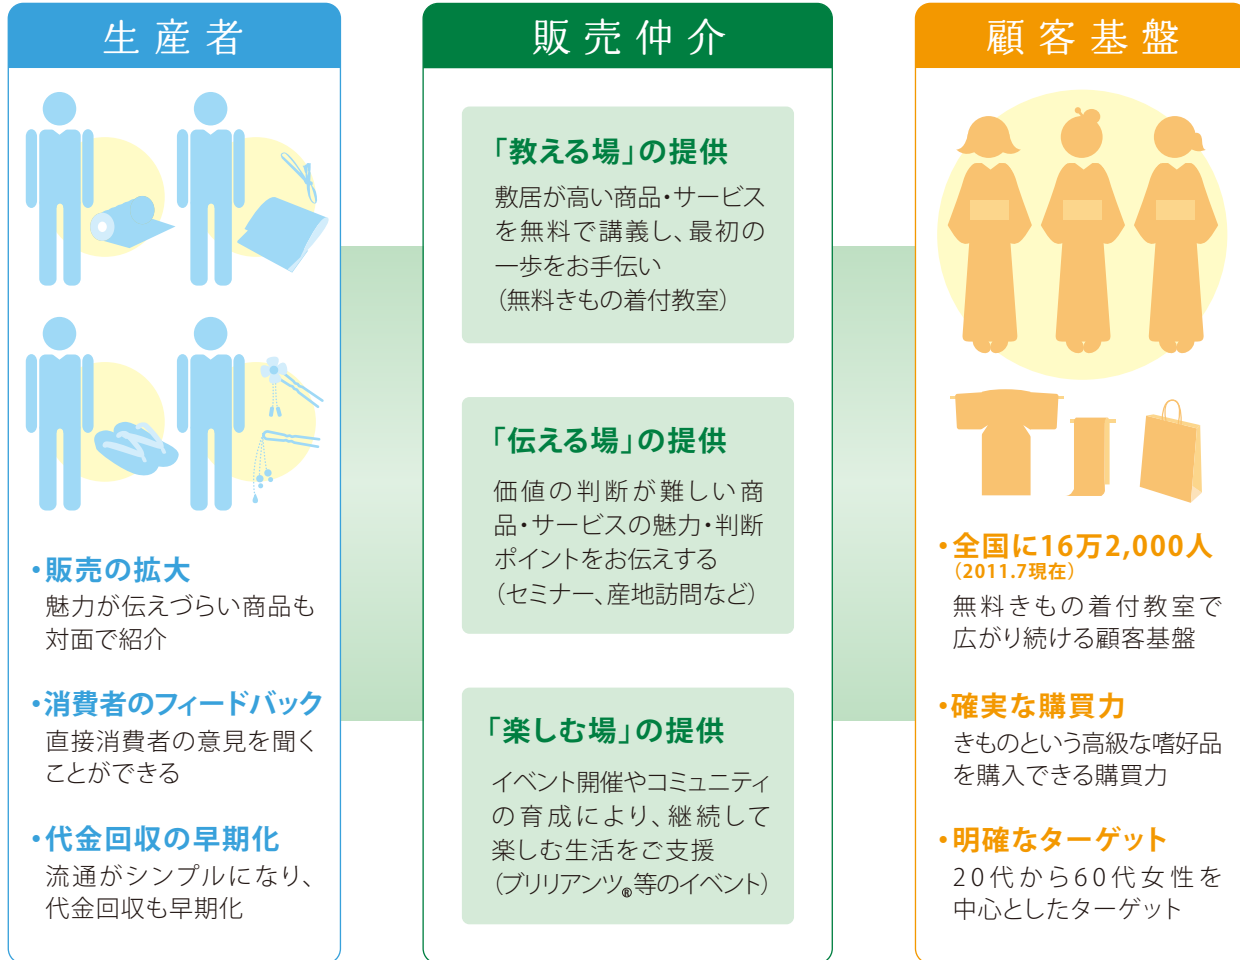 生産者
・販売の拡大
魅力が伝えづらい商品も
対面で紹介
・消費者のフィードバック
直接消費者の意見を聞く
ことができる
・代金回収の早期化
流通がシンプルになり、
代金回収も早期化
販売仲介
「教える場」の提供
敷居が高い商品・サービス
を無料で講義し、最初の
一歩をお手伝い
（無料きもの着付教室）
「伝える場」の提供
価値の判断が難しい商
品・サービスの魅力・判断
ポイントをお伝えする
（セミナー、産地訪問など）
「楽しむ場」の提供
イベント開催やコミュニティ
の育成により、継続して
楽しむ生活をご支援
（ブリリアンツ®等のイベント）
顧客基盤
・全国に16万2,000人
（2011.7現在）
無料きもの着付教室で
広がり続ける顧客基盤
・確実な購買力
きものという高級な嗜好品
を購入できる購買力
・明確なターゲット
20代から60代女性を
中心としたターゲット